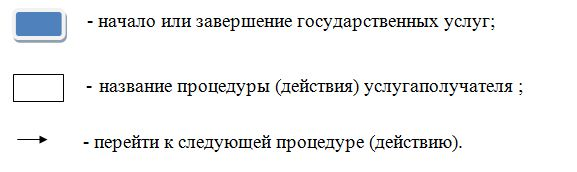 - начало или завершение государственных услуг;
- название процедуры (действия) услугаполучателя ;
- перейти к следующей процедуре (действию).